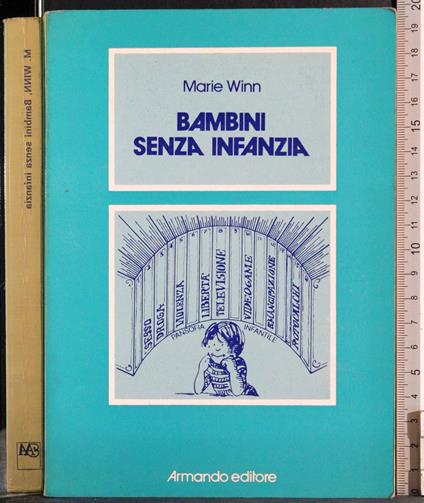 M. WINN, Bambini senza infanzia
Marie Winn
BAMBINI
SENZA INFANZIA
SESSO
DROGA
VIOLENZA
LIBERTÀ
TELEVISIONE
VIDEOGAME
EMANCIPAZIONE
FOTOCALCHI
PANSOFIA INFANTILE
Armando editore